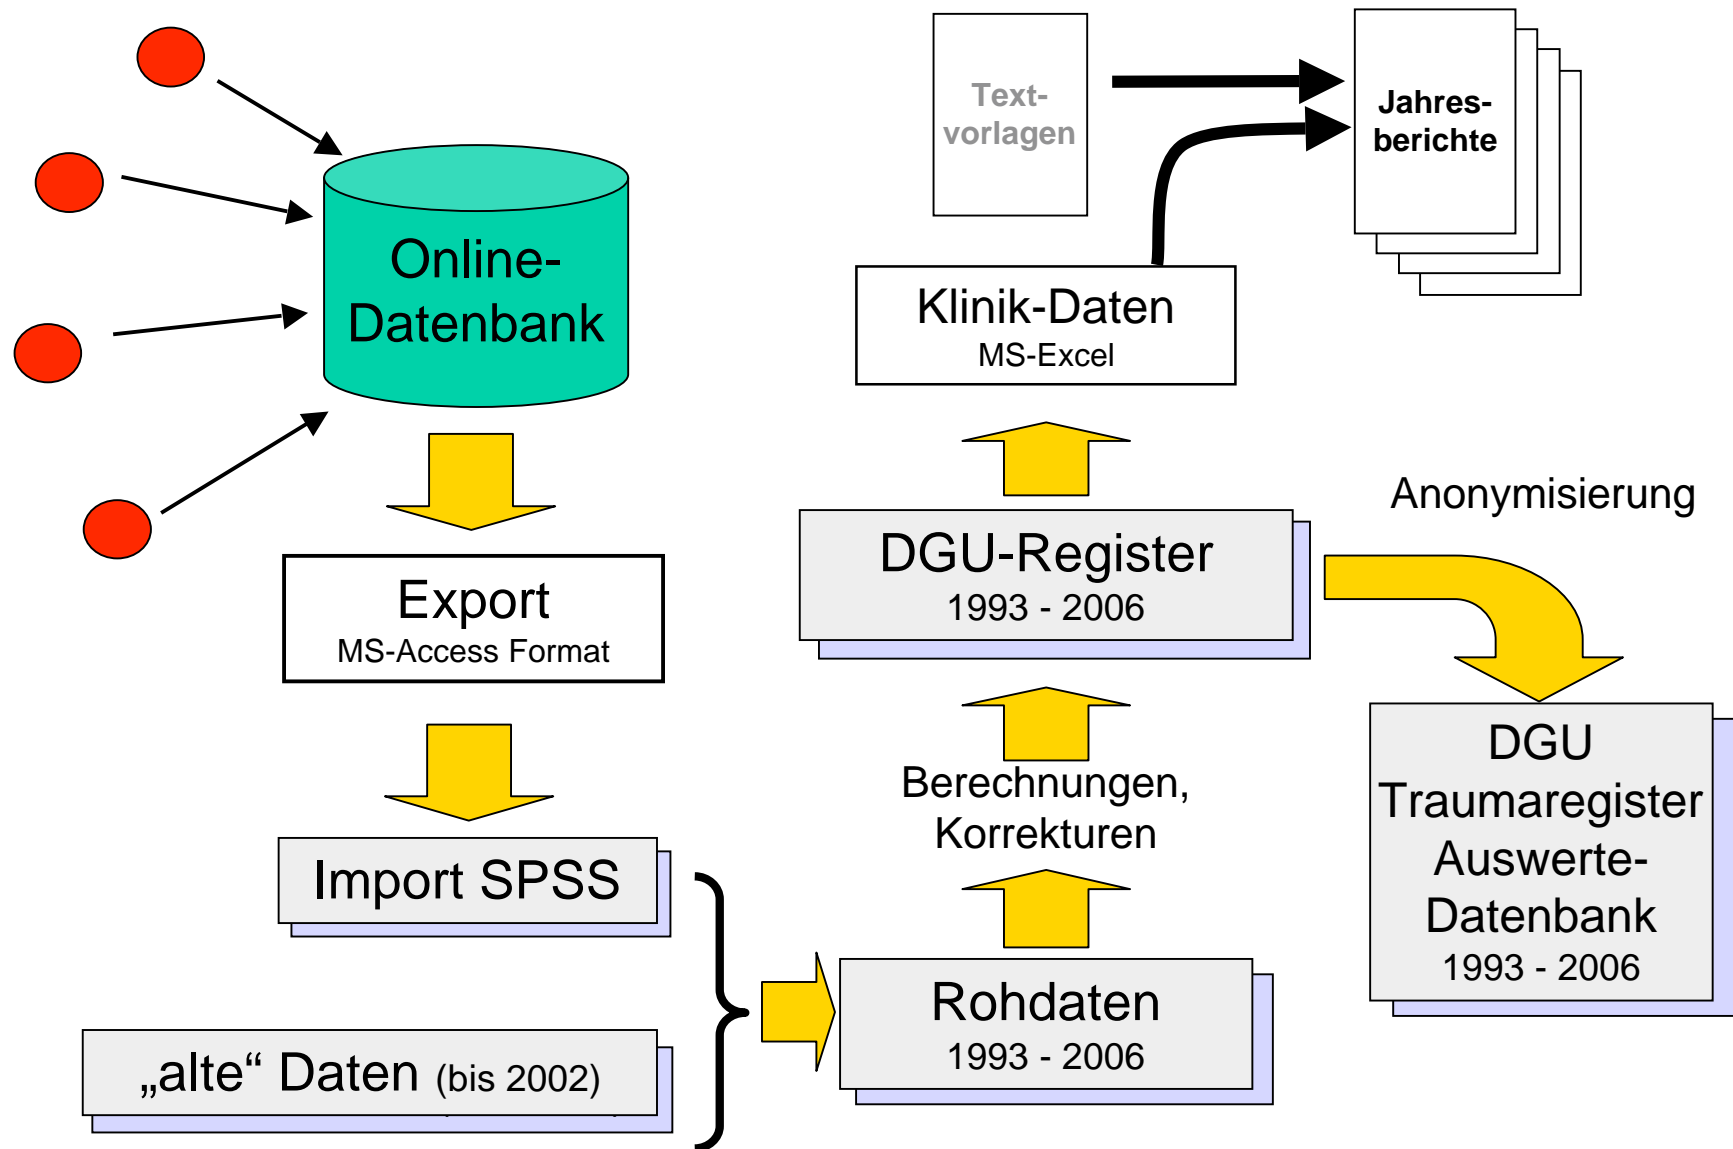 Online-
Datenbank
Export
MS-Access Format
Import SPSS
„alte“ Daten (bis 2002)
Text-
vorlagen
Jahres-
berichte
Klinik-Daten
MS-Excel
DGU-Register
1993 - 2006
Anonymisierung
Berechnungen,
Korrekturen
Rohdaten
1993 - 2006
DGU
Traumaregister
Auswerte-
Datenbank
1993 - 2006